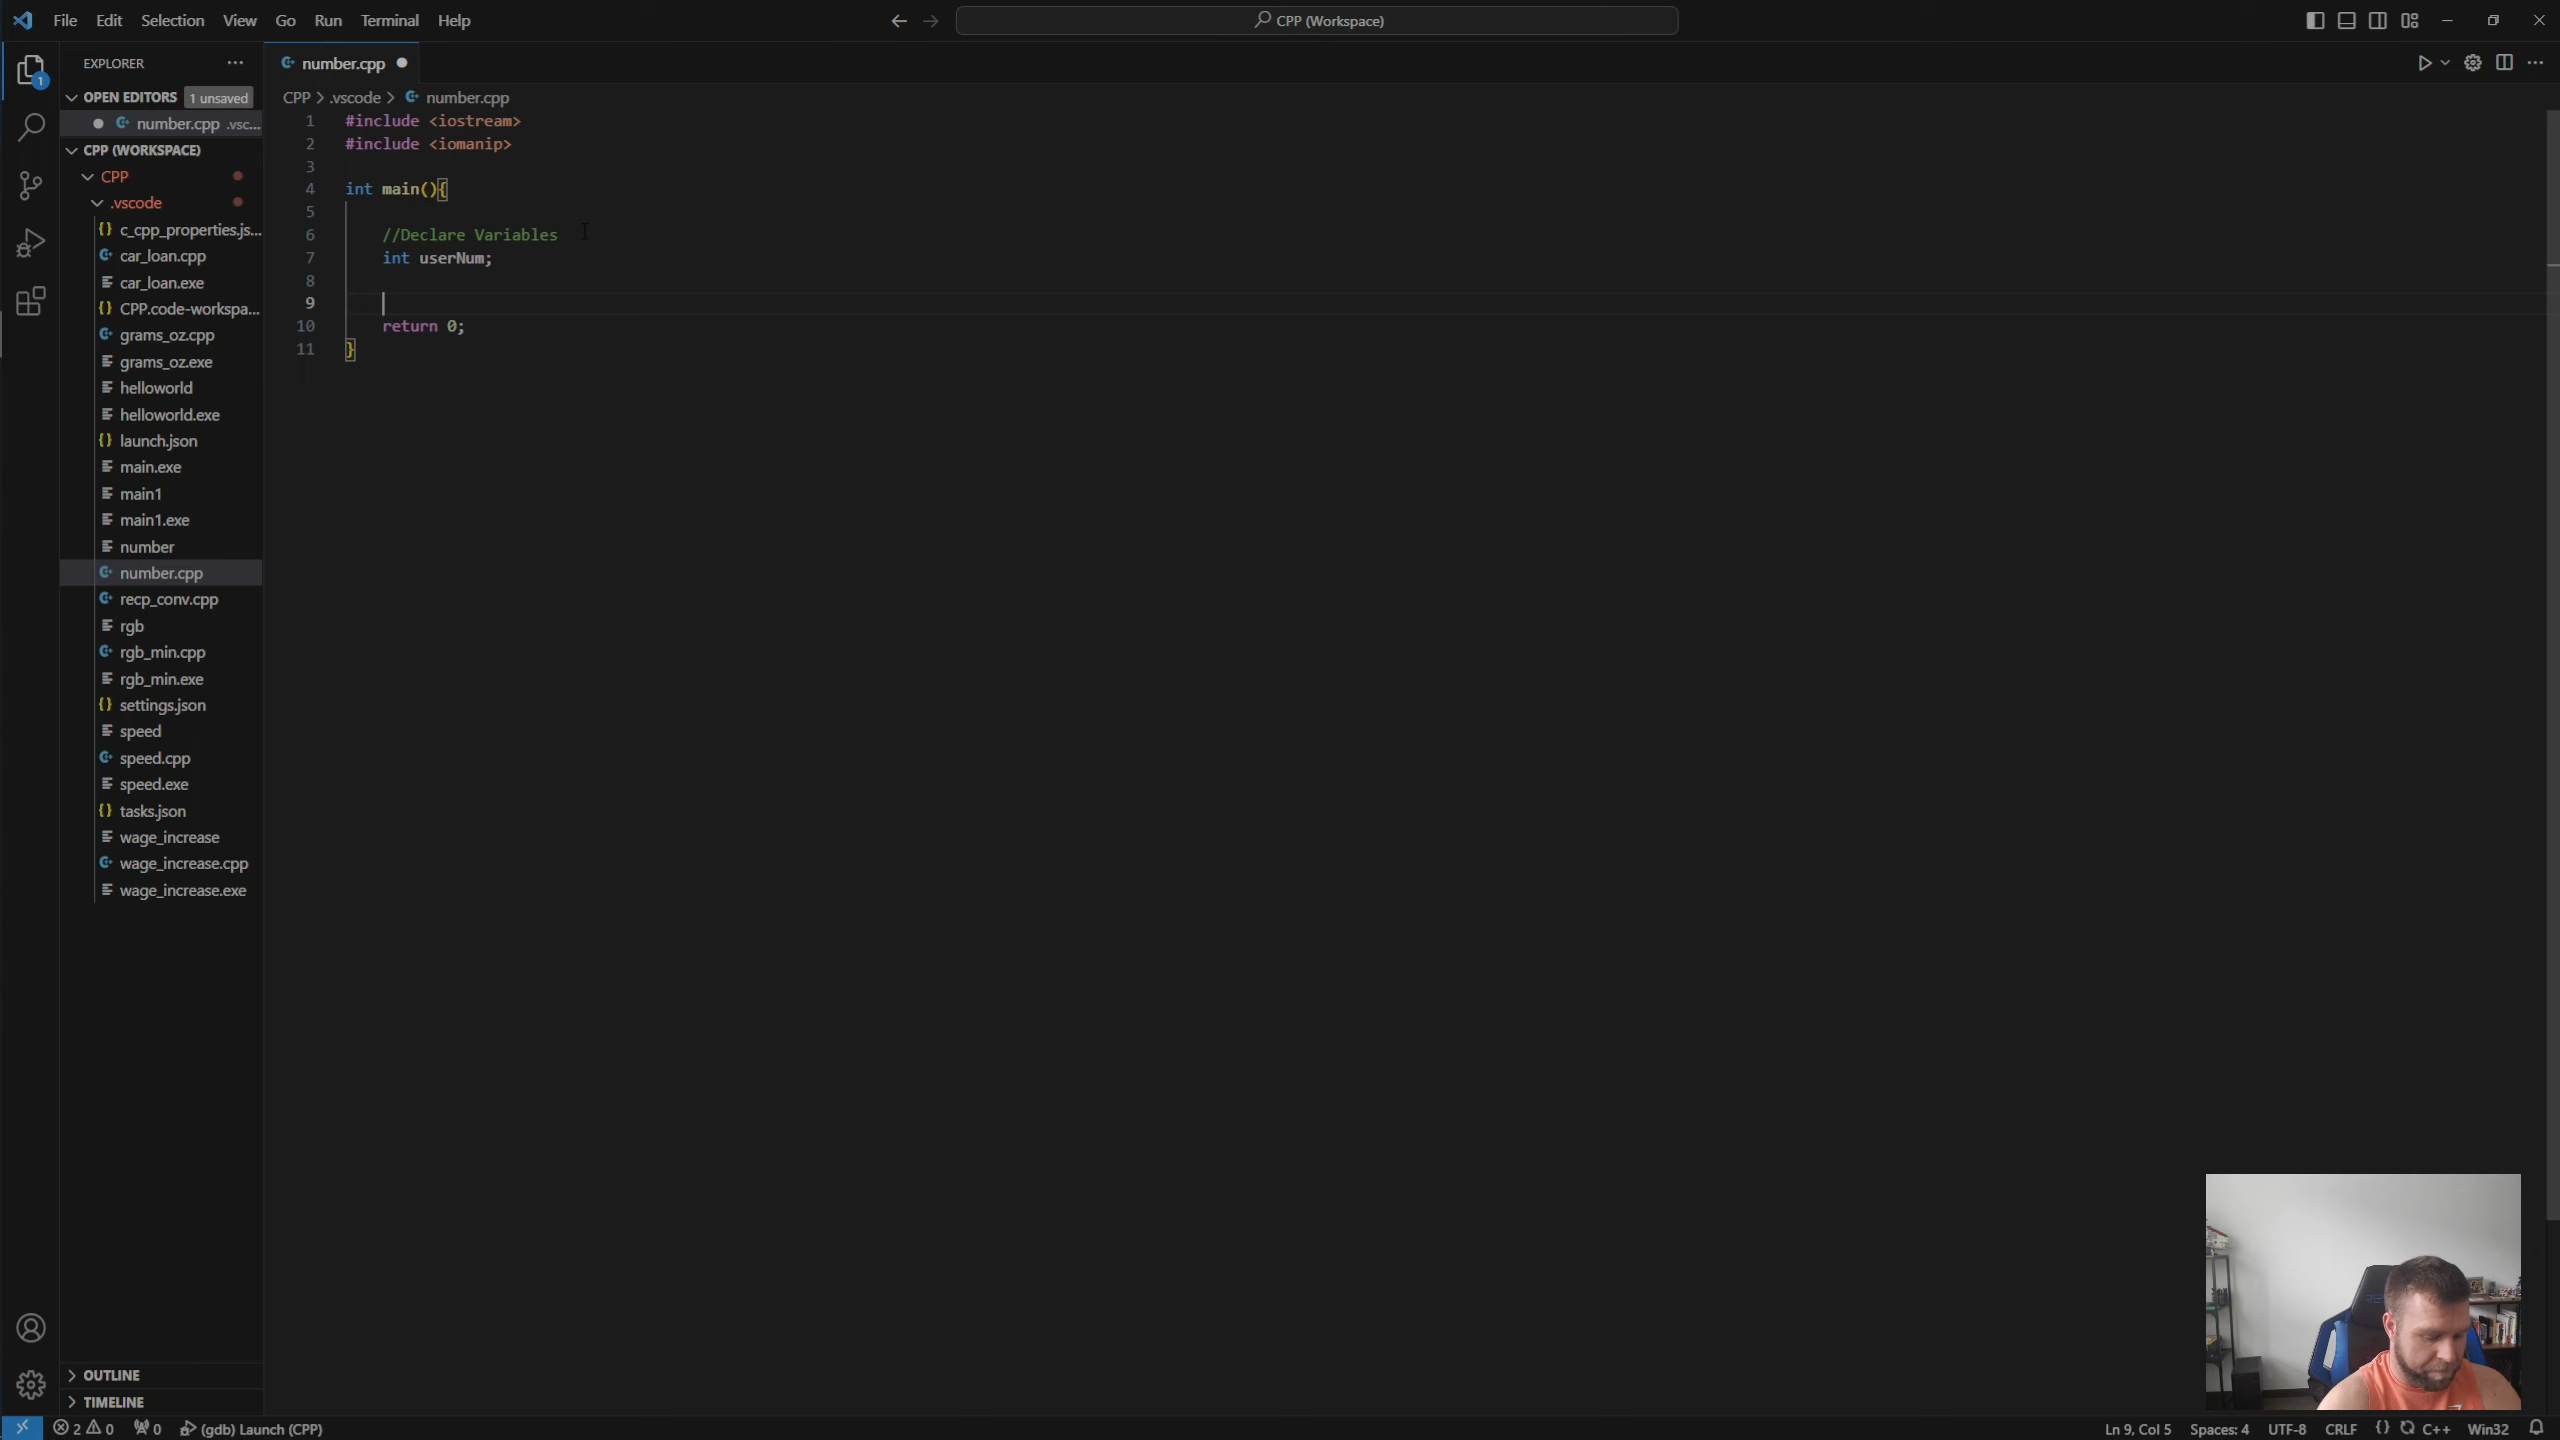 File Edit Selection View Go Run Terminal Help
CPP (Workspace)
EXPLORER
number.cpp
OPEN EDITORS 1 unsaved
number.cpp .vsc...
CPP (WORKSPACE)
CPP
.vscode
c_cpp_properties.js...
car_loan.cpp
car_loan.exe
CPP.code-workspa...
grams_oz.cpp
grams_oz.exe
helloworld
helloworld.exe
launch.json
main.exe
main1
main1.exe
number
number.cpp
recp_conv.cpp
rgb
rgb_min.cpp
rgb_min.exe
settings.json
speed
speed.cpp
speed.exe
tasks.json
wage_increase
wage_increase.cpp
wage_increase.exe
OUTLINE
TIMELINE
CPP > .vscode > number.cpp
1 #include <iostream>
2 #include <iomanip>
3
4 int main(){
5
6 //Declare Variables
7 int userNum;
8
9
10 return 0;
11 }
2 0 0 (gdb) Launch (CPP)
Ln 9, Col 5 Spaces: 4 UTF-8 CRLF {} C++ Win32